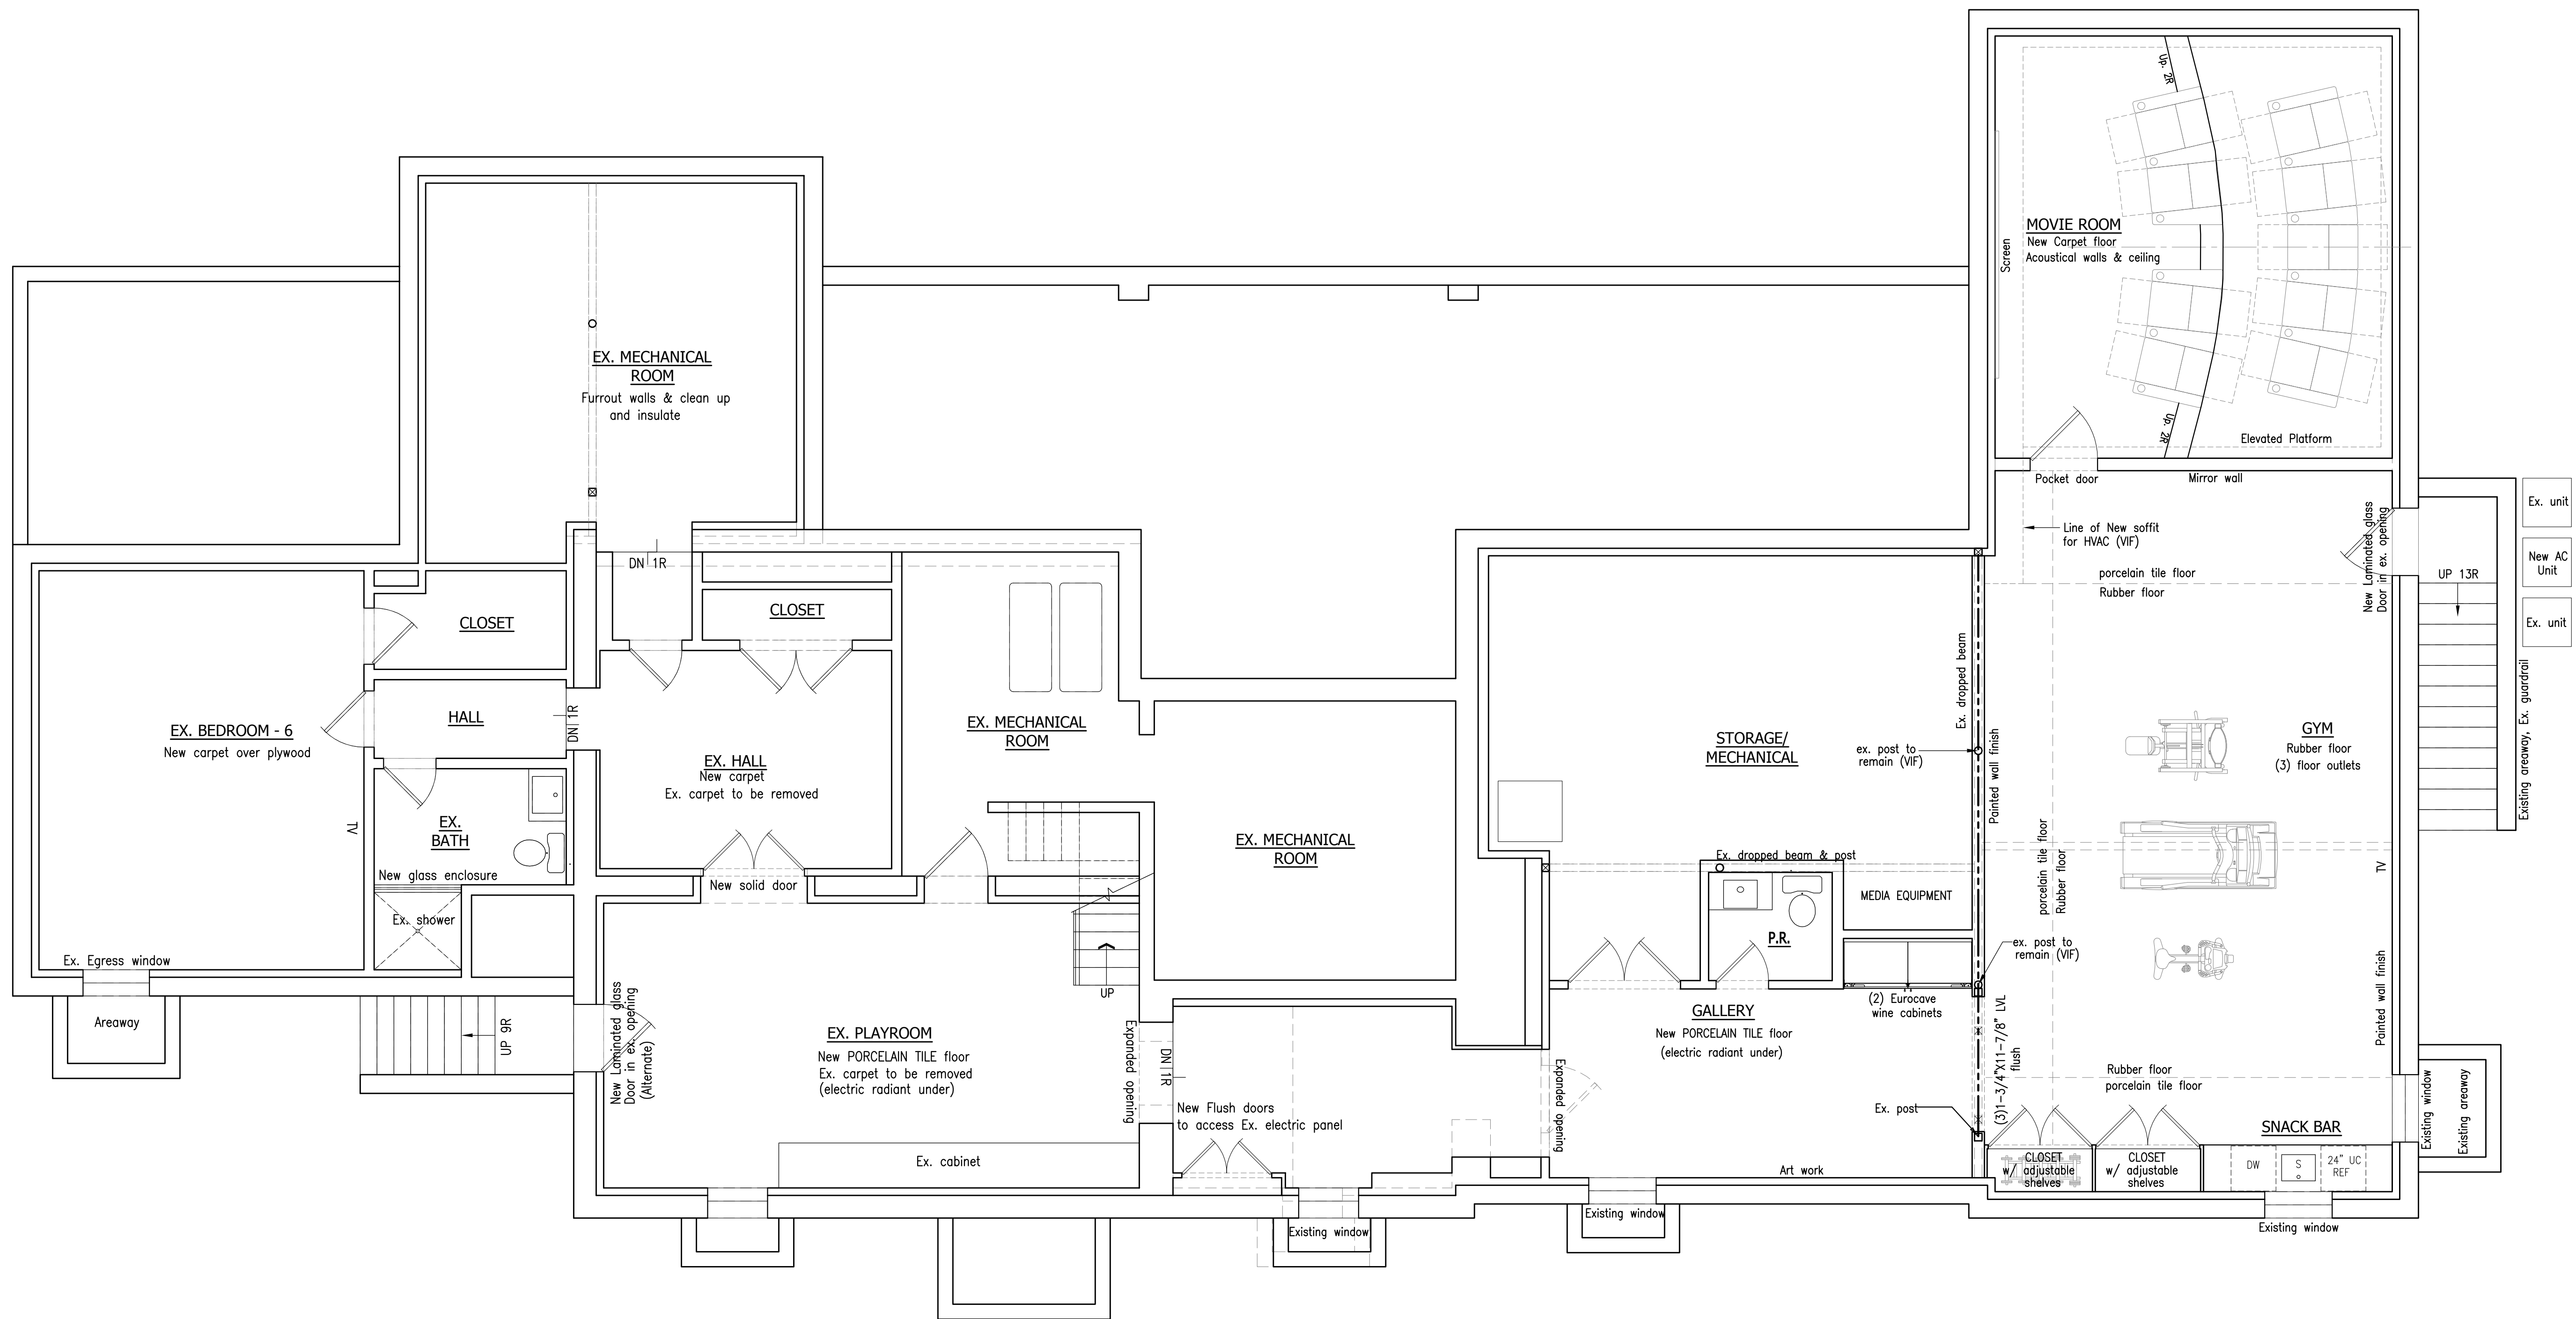 Up. 2R
MOVIE ROOM
New Carpet floor
Acoustical walls & ceiling
Screen
Up. 2R
Elevated Platform
Pocket door
Mirror wall
Line of New soffit
for HVAC (VIF)
New Laminated glass
Door in ex. opening
Ex. unit
New AC
Unit
Ex. unit
UP 13R
Existing areaway, Ex. guardrail
porcelain tile floor
Rubber floor
EX. MECHANICAL
ROOM
Furrout walls & clean up
and insulate
DN 1R
CLOSET
CLOSET
HALL
DN 1R
EX. BEDROOM - 6
New carpet over plywood
TV
EX.
BATH
New glass enclosure
Ex. shower
Ex. Egress window
Areaway
UP 9R
EX. HALL
New carpet
Ex. carpet to be removed
New solid door
EX. MECHANICAL
ROOM
EX. MECHANICAL
ROOM
UP
New Laminated glass
Door in ex. opening
(Alternate)
EX. PLAYROOM
New PORCELAIN TILE floor
Ex. carpet to be removed
(electric radiant under)
Ex. cabinet
Expanded opening
DN 1R
New Flush doors
to access Ex. electric panel
Existing window
Expanded opening
STORAGE/
MECHANICAL
Ex. dropped beam
ex. post to
remain (VIF)
Painted wall finish
Ex. dropped beam & post
MEDIA EQUIPMENT
P.R.
(2) Eurocave
wine cabinets
GALLERY
New PORCELAIN TILE floor
(electric radiant under)
Ex. post
Art work
Existing window
(3)1-3/4"X11-7/8" LVL
flush
ex. post to
remain (VIF)
porcelain tile floor
Rubber floor
GYM
Rubber floor
(3) floor outlets
TV
Painted wall finish
Rubber floor
porcelain tile floor
SNACK BAR
CLOSET
w/ adjustable
shelves
CLOSET
w/ adjustable
shelves
DW
S
24" UC
REF
Existing window
Existing window
Existing areaway